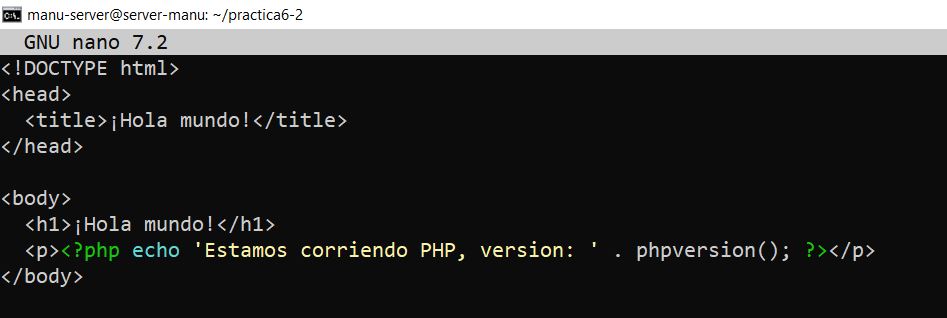 manu-server@server-manu: ~/practica6-2
GNU nano 7.2
<!DOCTYPE html>
<head>
  <title>¡Hola mundo!</title>
</head>

<body>
  <h1>¡Hola mundo!</h1>
  <p><?php echo 'Estamos corriendo PHP, version: ' . phpversion(); ?></p>
</body>